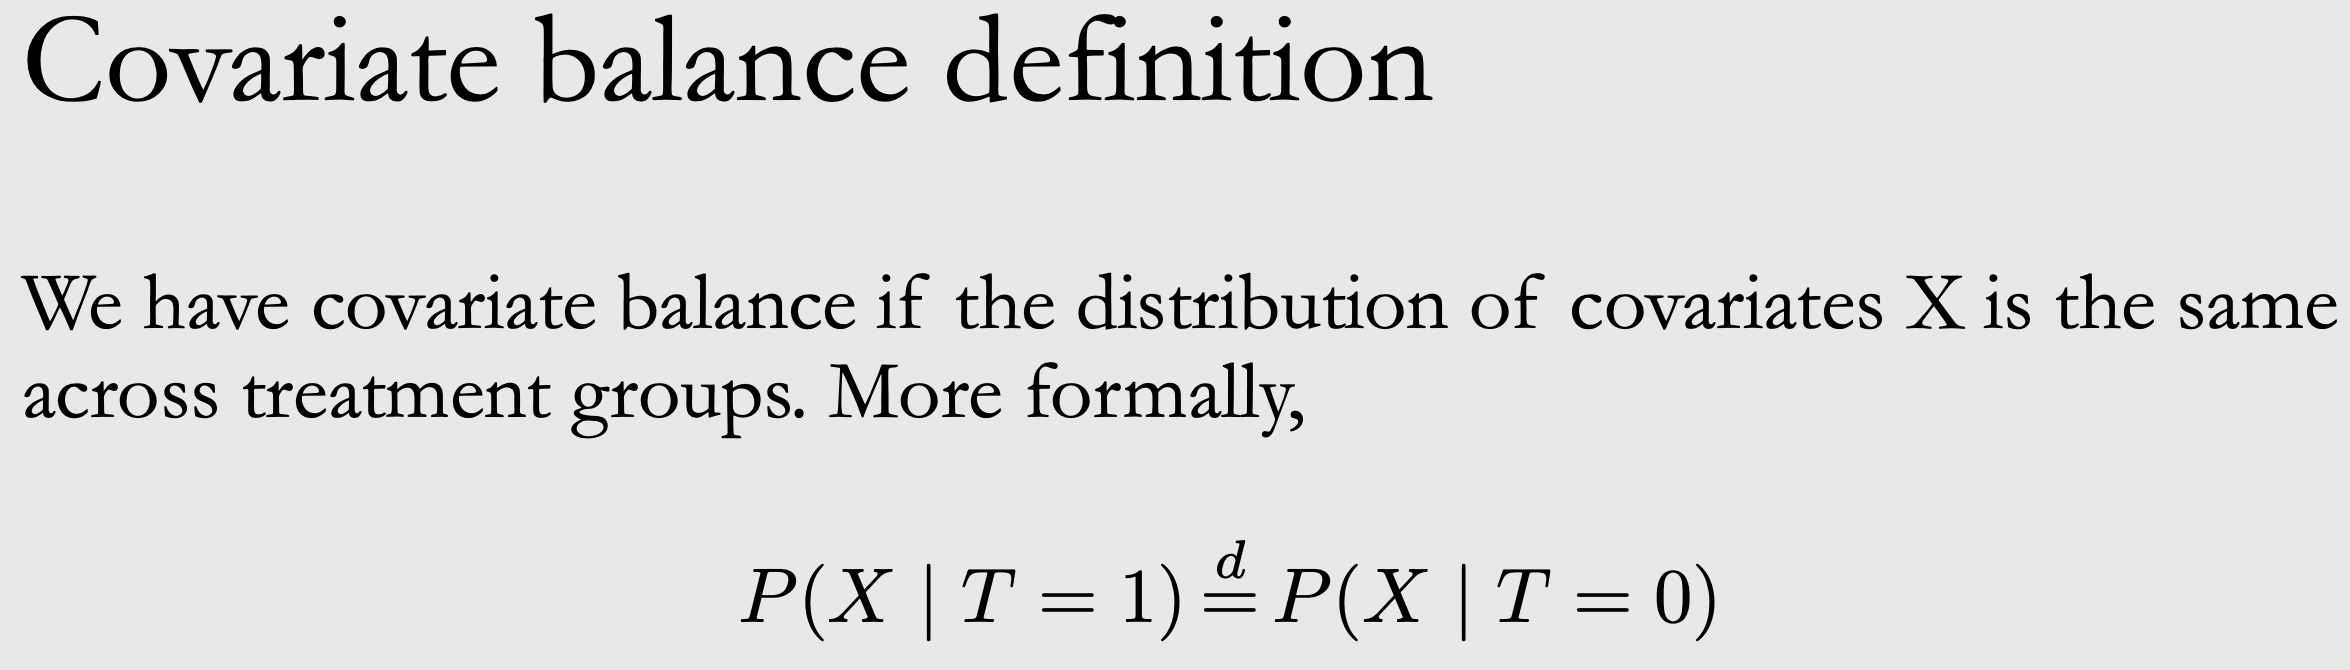 Covariate balance definition
We have covariate balance if the distribution of covariates X is the same
across treatment groups. More formally,
P(X | T = 1) =^d P(X | T = 0)